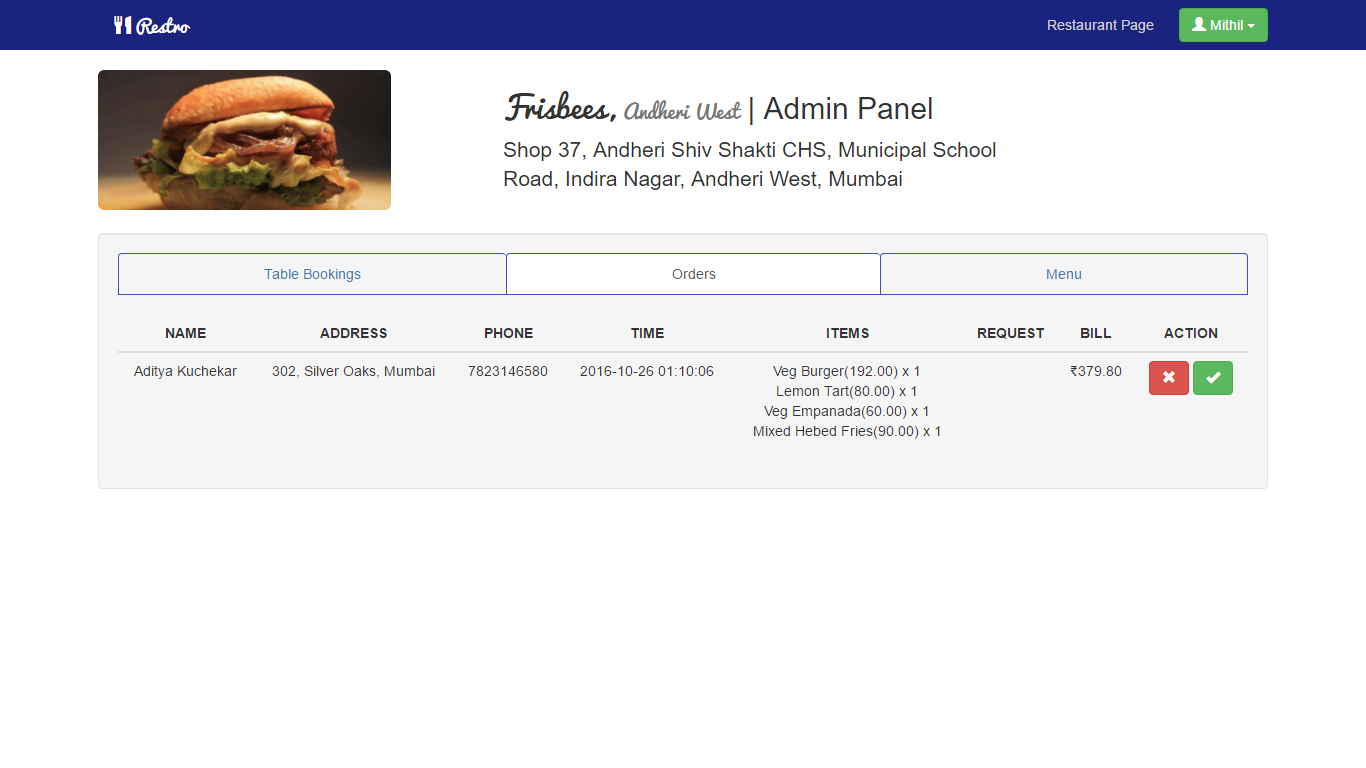 Restro
Restaurant Page
Mithil
Frisbees, Andheri West | Admin Panel
Shop 37, Andheri Shiv Shakti CHS, Municipal School
Road, Indira Nagar, Andheri West, Mumbai
Table Bookings
Orders
Menu
NAME ADDRESS PHONE TIME ITEMS REQUEST BILL ACTION
Aditya Kuchekar 302, Silver Oaks, Mumbai 7823146580 2016-10-26 01:10:06 Veg Burger(192.00) x 1 ₹379.80
Lemon Tart(80.00) x 1
Veg Empanada(60.00) x 1
Mixed Hebed Fries(90.00) x 1